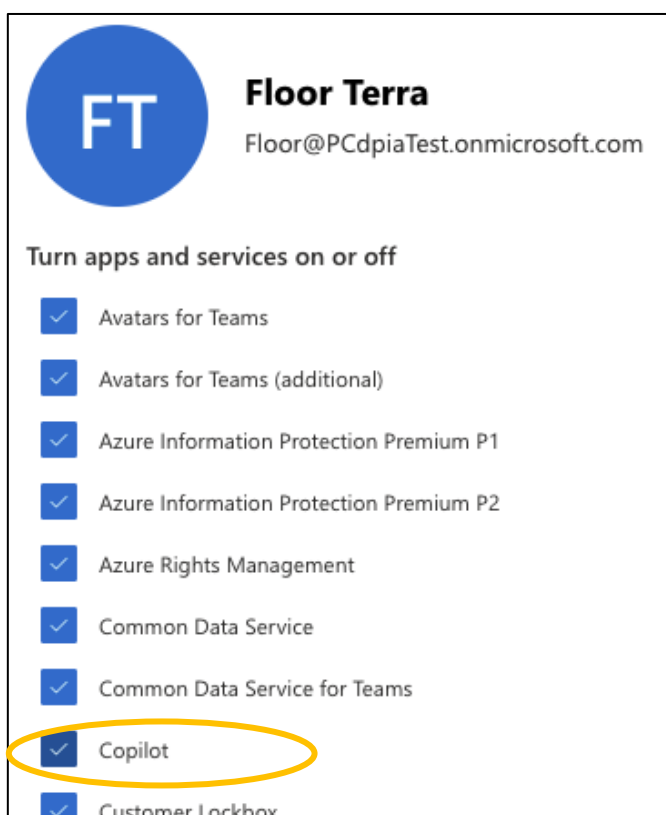 FT
Floor Terra
Floor@PCdpiaTest.onmicrosoft.com
Turn apps and services on or off
Avatars for Teams
Avatars for Teams (additional)
Azure Information Protection Premium P1
Azure Information Protection Premium P2
Azure Rights Management
Common Data Service
Common Data Service for Teams
Copilot
Customer Lockbox